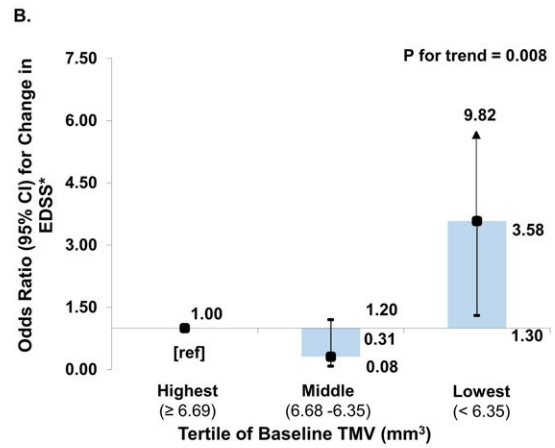 B.
P for trend = 0.008
Odds Ratio (95% CI) for Change in
EDSS*
7.50
6.00
4.50
3.00
1.50
0.00
1.00
[ref]
1.20
0.31
0.08
9.82
3.58
1.30
Highest
(≥ 6.69)
Middle
(6.68 -6.35)
Lowest
(< 6.35)
Tertile of Baseline TMV (mm³)